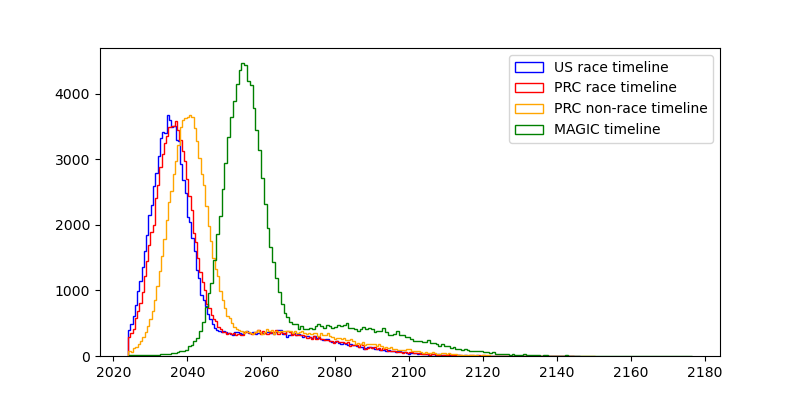 US race timeline
PRC race timeline
PRC non-race timeline
MAGIC timeline
4000
3000
2000
1000
0
2020 2040 2060 2080 2100 2120 2140 2160 2180